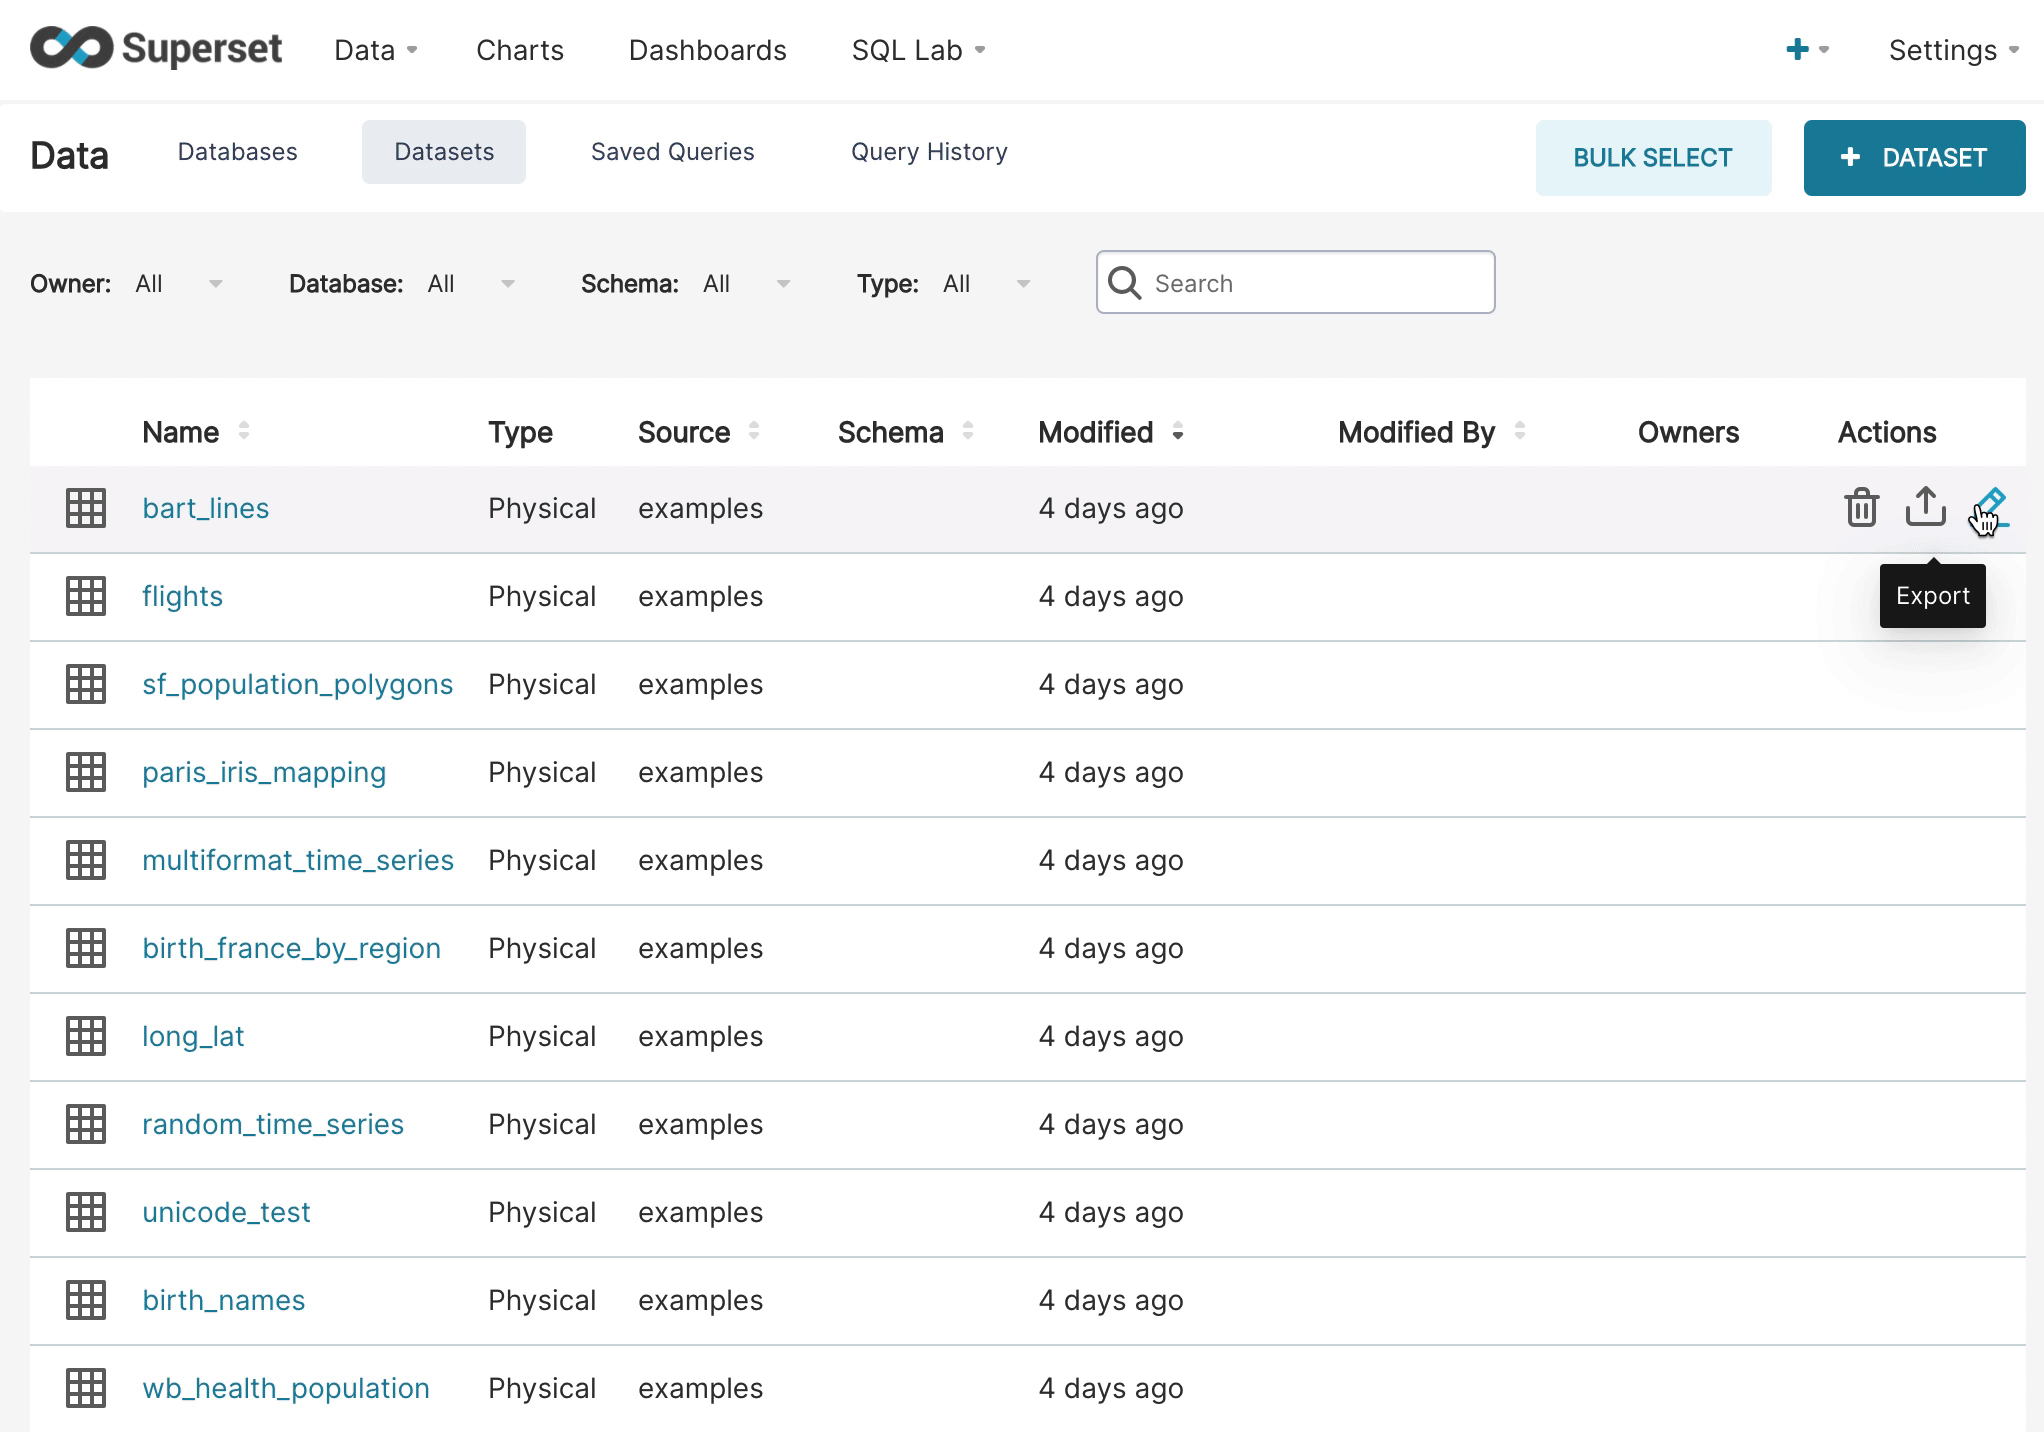 Superset Data Charts Dashboards SQL Lab + Settings
Data Databases Datasets Saved Queries Query History BULK SELECT + DATASET
Owner: All Database: All Schema: All Type: All Search
Name Type Source Schema Modified Modified By Owners Actions
bart_lines Physical examples 4 days ago
flights Physical examples 4 days ago Export
sf_population_polygons Physical examples 4 days ago
paris_iris_mapping Physical examples 4 days ago
multiformat_time_series Physical examples 4 days ago
birth_france_by_region Physical examples 4 days ago
long_lat Physical examples 4 days ago
random_time_series Physical examples 4 days ago
unicode_test Physical examples 4 days ago
birth_names Physical examples 4 days ago
wb_health_population Physical examples 4 days ago